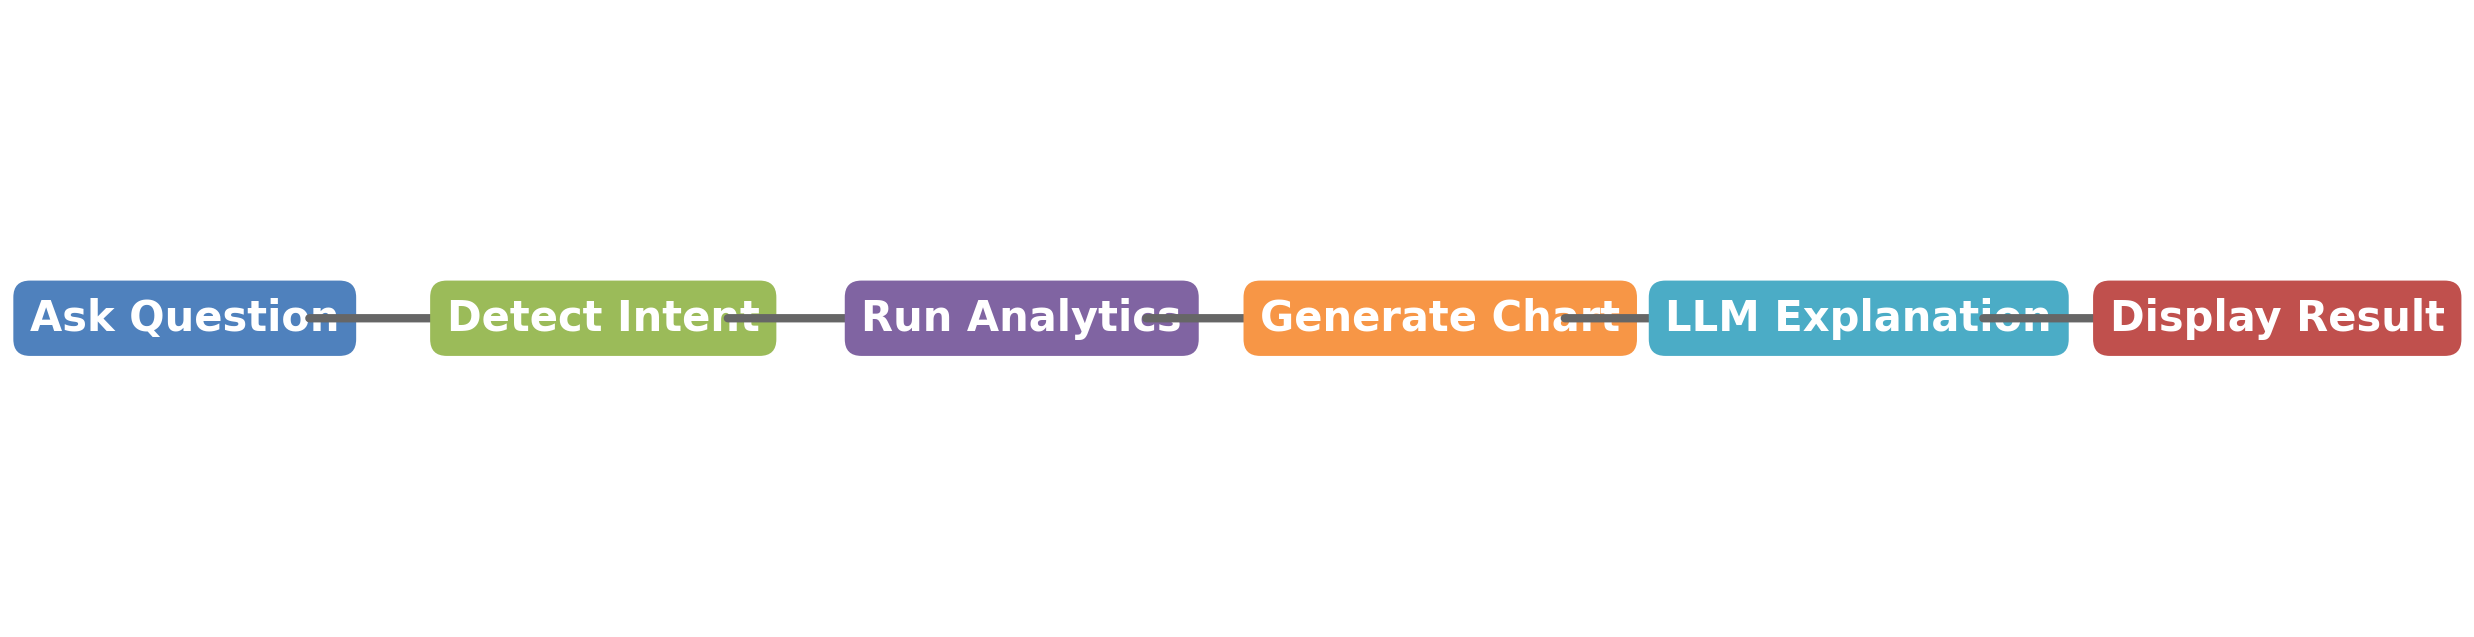 Ask Question
Detect Intent
Run Analytics
Generate Chart
LLM Explanation
Display Result